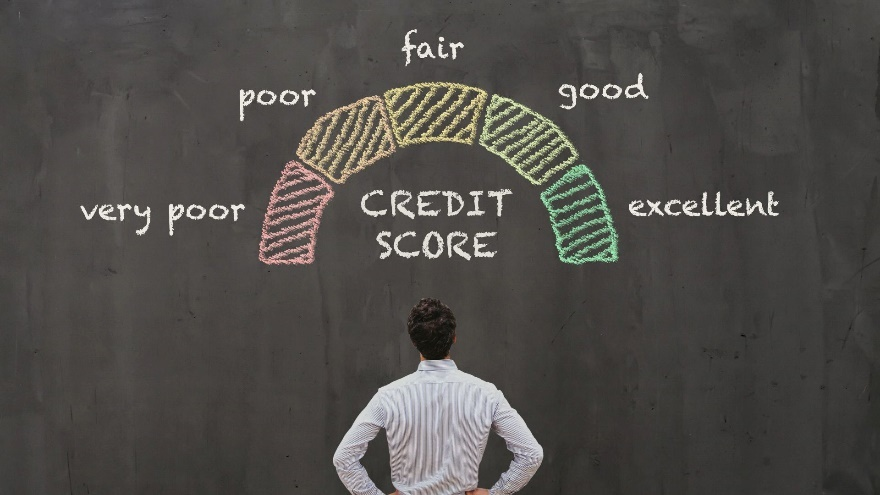 fair
poor
good
very poor
CREDIT
SCORE
excellent